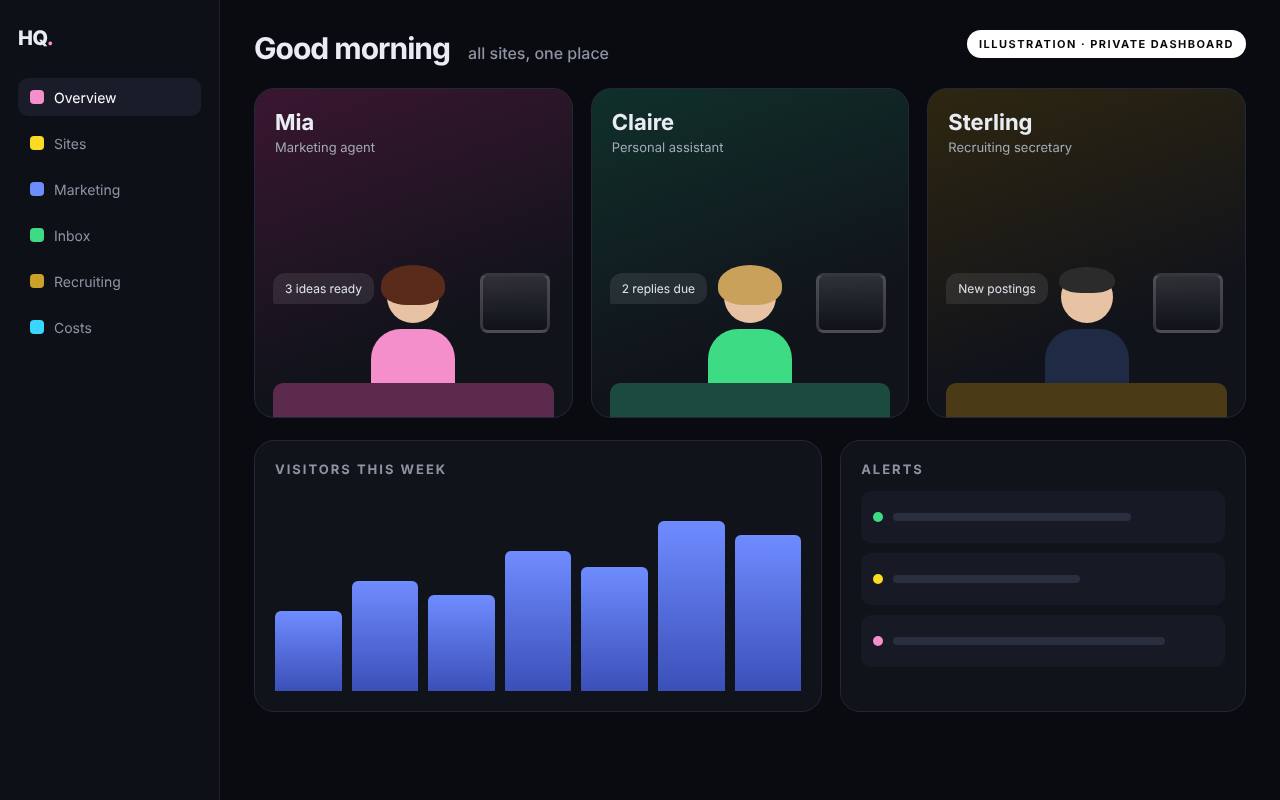 HQ.
Overview
Sites
Marketing
Inbox
Recruiting
Costs
Good morning all sites, one place
ILLUSTRATION · PRIVATE DASHBOARD
Mia
Marketing agent
3 ideas ready
Claire
Personal assistant
2 replies due
Sterling
Recruiting secretary
New postings
VISITORS THIS WEEK
ALERTS